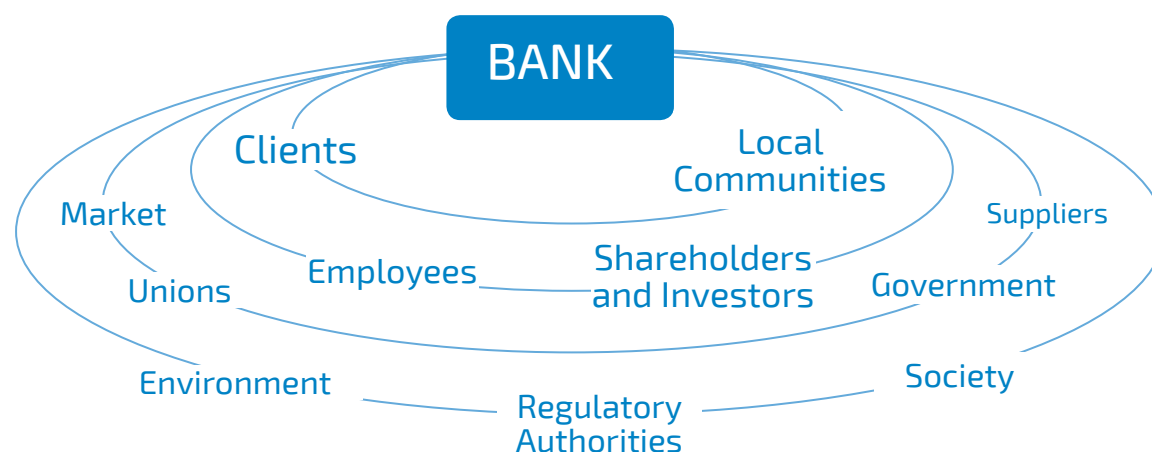 BANK
Clients
Local
Communities
Market
Suppliers
Employees
Shareholders
and Investors
Unions
Government
Environment
Society
Regulatory
Authorities